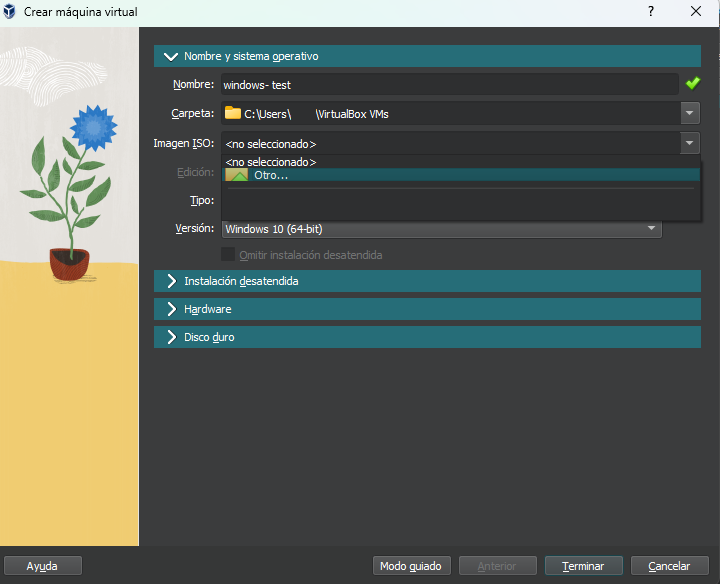 Crear máquina virtual
?
Nombre y sistema operativo
Nombre: windows- test
Carpeta: C:\Users\ \VirtualBox VMs
Imagen ISO: <no seleccionado>
<no seleccionado>
Edición: Otro...
Tipo:
Versión: Windows 10 (64-bit)
Omitir instalación desatendida
Instalación desatendida
Hardware
Disco duro
Ayuda Modo guiado Anterior Terminar Cancelar